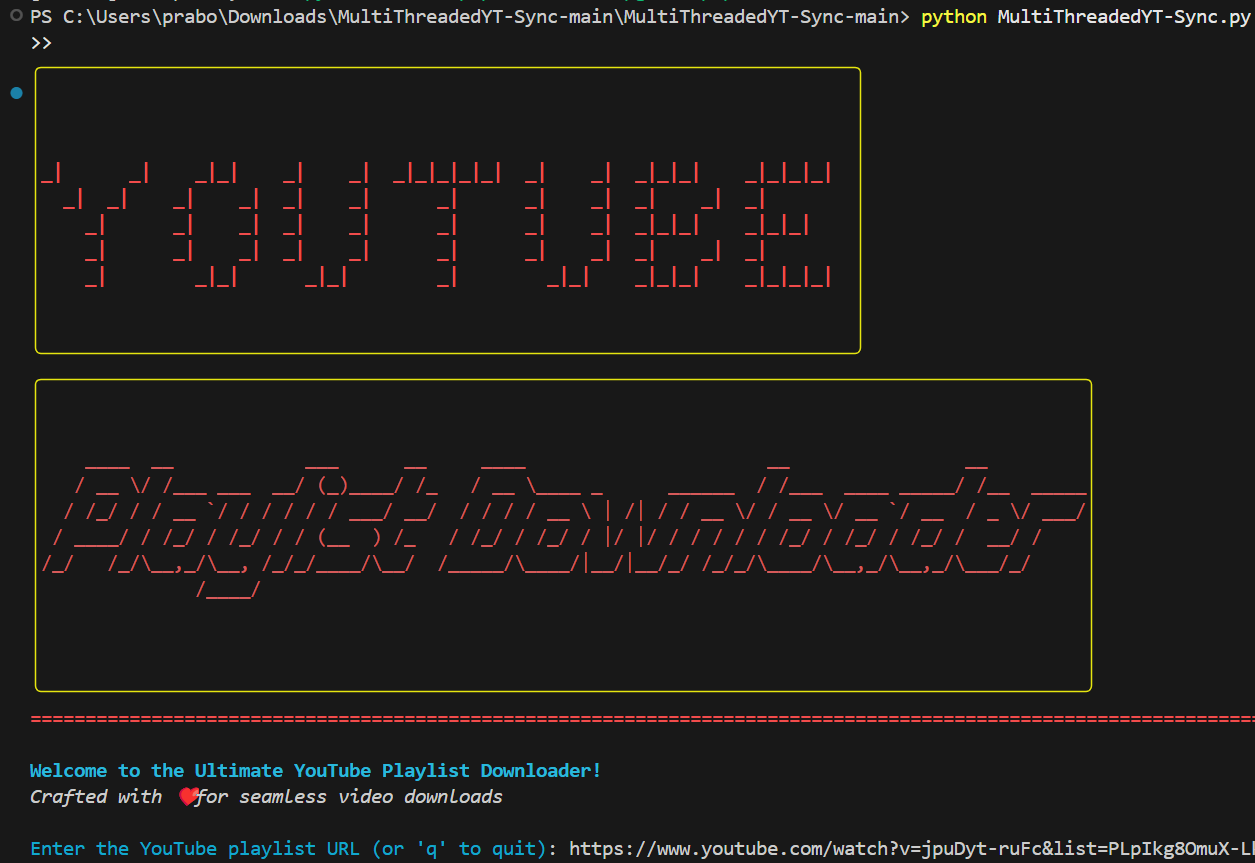 PS C:\Users\prabo\Downloads\MultiThreadedYT-Sync-main\MultiThreadedYT-Sync-main> python MultiThreadedYT-Sync.py
>>
YOUTUBE
Playlist Downloader
================================================================================================================
Welcome to the Ultimate YouTube Playlist Downloader!
Crafted with ❤️for seamless video downloads
Enter the YouTube playlist URL (or 'q' to quit): https://www.youtube.com/watch?v=jpuDyt-ruFc&list=PLpIkg8OmuX-L